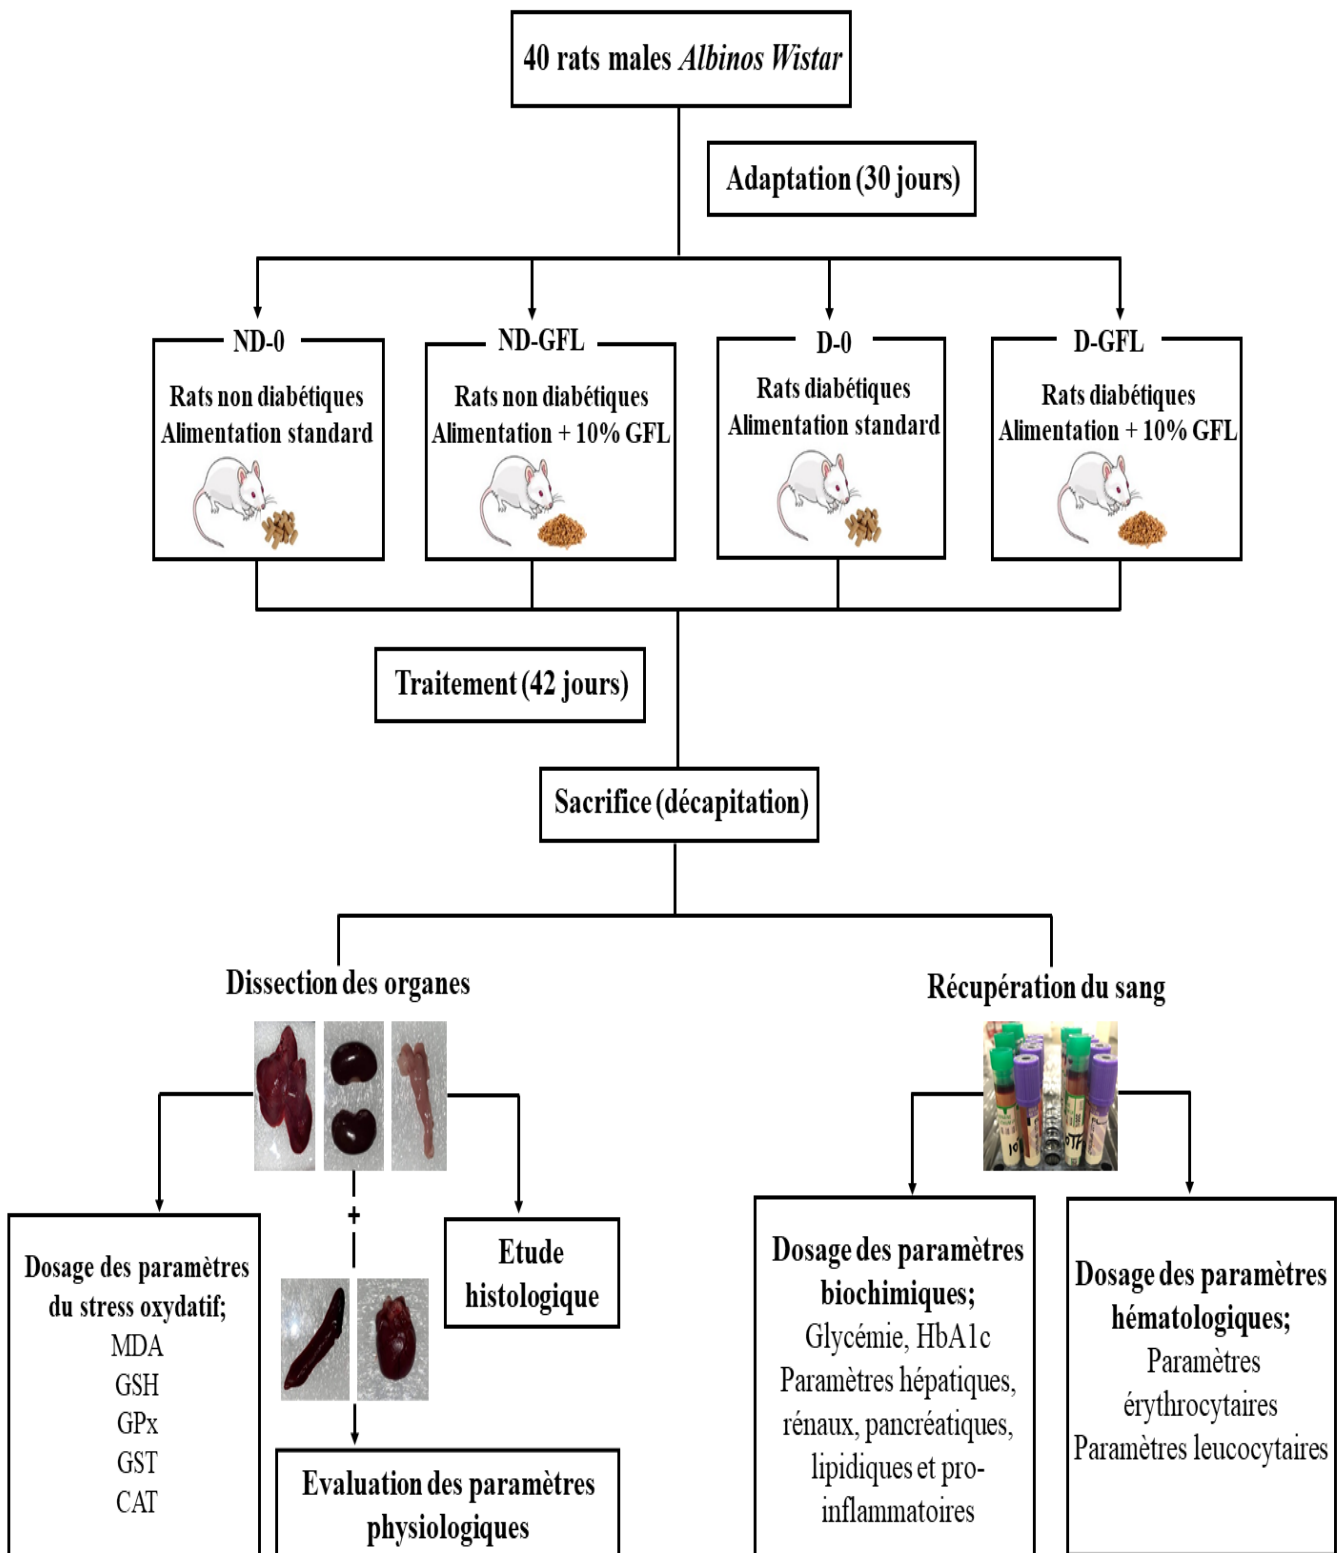 40 rats males Albinos Wistar
Adaptation (30 jours)
ND-0
Rats non diabétiques
Alimentation standard
ND-GFL
Rats non diabétiques
Alimentation + 10% GFL
D-0
Rats diabétiques
Alimentation standard
D-GFL
Rats diabétiques
Alimentation + 10% GFL
Traitement (42 jours)
Sacrifice (décapitation)
Dissection des organes
Récupération du sang
+
Dosage des paramètres
du stress oxydatif;
MDA
GSH
GPx
GST
CAT
Etude
histologique
Evaluation des paramètres
physiologiques
Dosage des paramètres
biochimiques;
Glycémie, HbA1c
Paramètres hépatiques,
rénaux, pancréatiques,
lipidiques et pro-
inflammatoires
Dosage des paramètres
hématologiques;
Paramètres
érythrocytaires
Paramètres leucocytaires